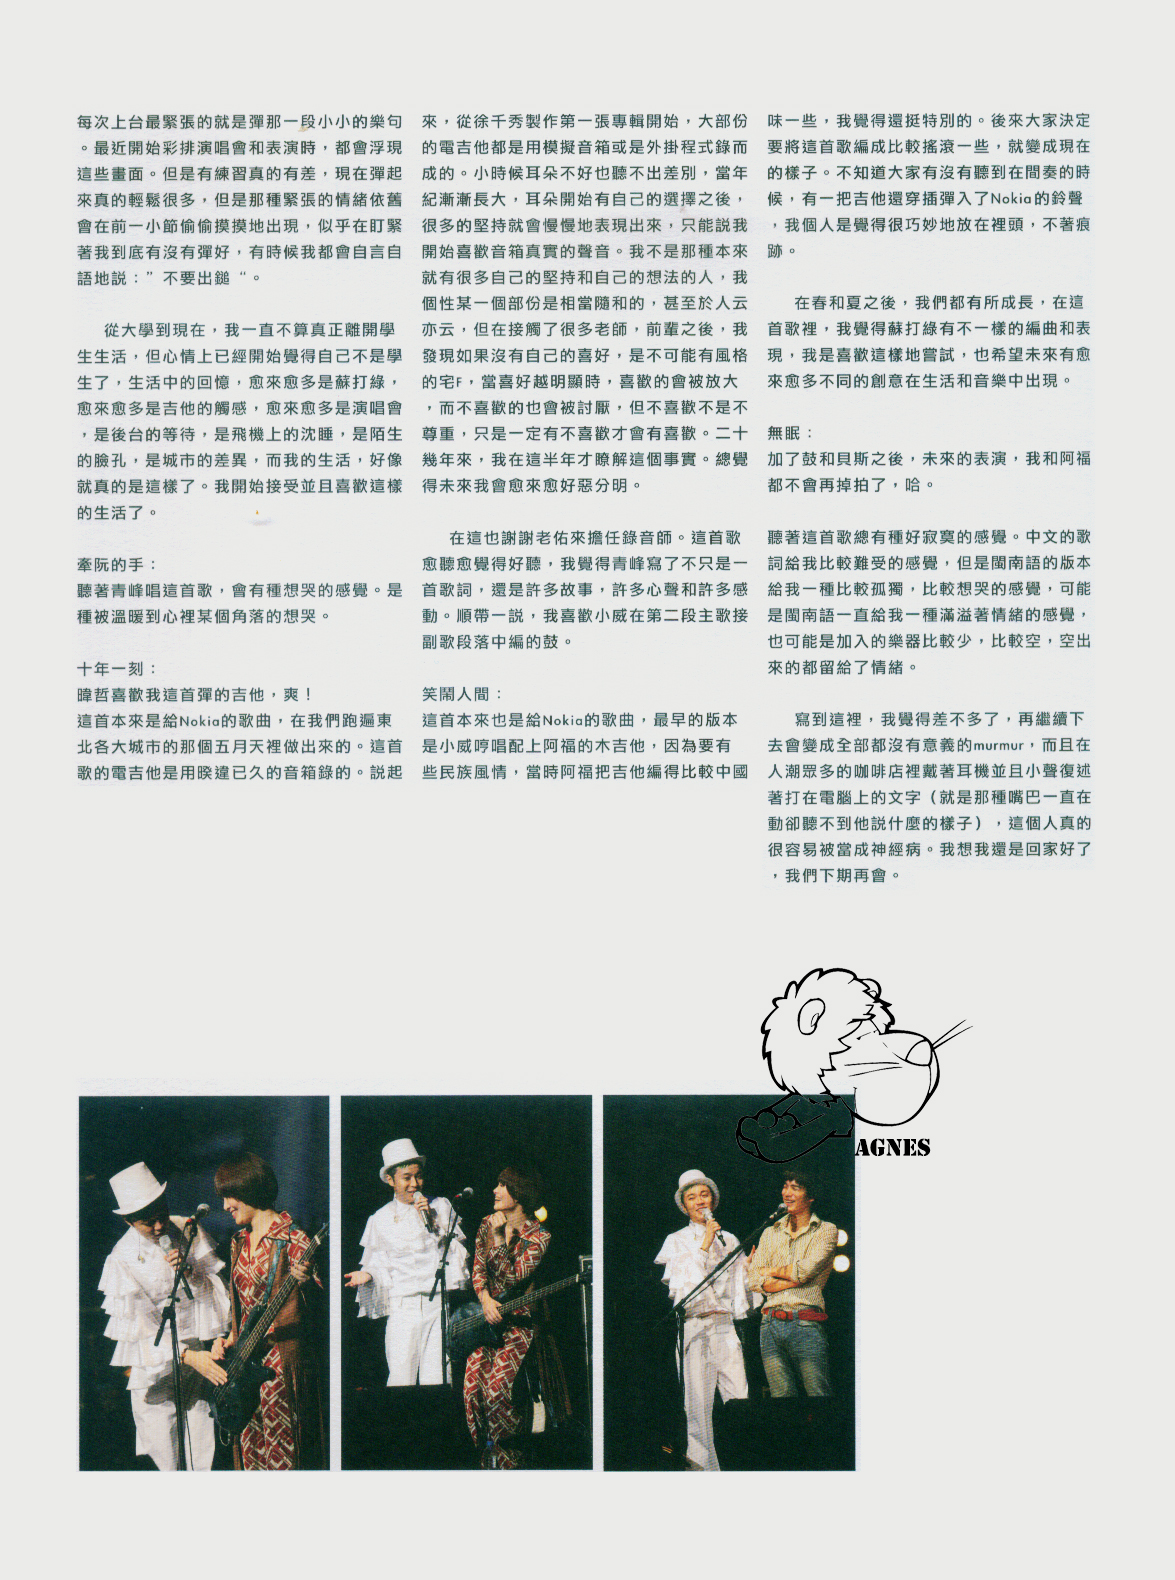 每次上台最緊張的就是彈那一段小小的樂句
。最近開始彩排演唱會和表演時，都會浮現
這些畫面。但是有練習真的有差，現在彈起
來真的輕鬆很多，但是那種緊張的情緒依舊
會在前一小節偷偷摸摸地出現，似乎在盯緊
著我到底有沒有彈好，有時候我都會自言自
語地說：”不要出鎚“。
從大學到現在，我一直不算真正離開學
生生活，但心情上已經開始覺得自己不是學
生了，生活中的回憶，愈來愈多是蘇打綠，
愈來愈多是吉他的觸感，愈來愈多是演唱會
，是後台的等待，是飛機上的沈睡，是陌生
的臉孔，是城市的差異，而我的生活，好像
就真的是這樣了。我開始接受並且喜歡這樣
的生活了。
牽阮的手：
聽著青峰唱這首歌，會有種想哭的感覺。是
種被溫暖到心裡某個角落的想哭。
十年一刻：
暐哲喜歡我這首彈的吉他，爽！
這首本來是給Nokia的歌曲，在我們跑遍東
北各大城市的那個五月天裡做出來的。這首
歌的電吉他是用暌違已久的音箱錄的。說起
來，從徐千秀製作第一張專輯開始，大部份
的電吉他都是用模擬音箱或是外掛程式錄而
成的。小時候耳朵不好也聽不出差別，當年
紀漸漸長大，耳朵開始有自己的選擇之後，
很多的堅持就會慢慢地表現出來，只能說我
開始喜歡音箱真實的聲音。我不是那種本來
就有很多自己的堅持和自己的想法的人，我
個性某一個部份是相當隨和的，甚至於人云
亦云，但在接觸了很多老師，前輩之後，我
發現如果沒有自己的喜好，是不可能有風格
的宅F，當喜好越明顯時，喜歡的會被放大
，而不喜歡的也會被討厭，但不喜歡不是不
尊重，只是一定有不喜歡才會有喜歡。二十
幾年來，我在這半年才瞭解這個事實。總覺
得未來我會愈來愈好惡分明。
在這也謝謝老佑來擔任錄音師。這首歌
愈聽愈覺得好聽，我覺得青峰寫了不只是一
首歌詞，還是許多故事，許多心聲和許多感
動。順帶一說，我喜歡小威在第二段主歌接
副歌段落中編的鼓。
笑鬧人間：
這首本來也是給Nokia的歌曲，最早的版本
是小威哼唱配上阿福的木吉他，因為要有
些民族風情，當時阿福把吉他編得比較中國
味一些，我覺得還挺特別的。後來大家決定
要將這首歌編成比較搖滾一些，就變成現在
的樣子。不知道大家有沒有聽到在間奏的時
候，有一把吉他還穿插彈入了Nokia的鈴聲
，我個人是覺得很巧妙地放在裡頭，不著痕
跡。
在春和夏之後，我們都有所成長，在這
首歌裡，我覺得蘇打綠有不一樣的編曲和表
現，我是喜歡這樣地嘗試，也希望未來有愈
來愈多不同的創意在生活和音樂中出現。
無眠：
加了鼓和貝斯之後，未來的表演，我和阿福
都不會再掉拍了，哈。
聽著這首歌總有種好寂寞的感覺。中文的歌
詞給我比較難受的感覺，但是閩南語的版本
給我一種比較孤獨，比較想哭的感覺，可能
是閩南語一直給我一種滿溢著情緒的感覺，
也可能是加入的樂器比較少，比較空，空出
來的都留給了情緒。
寫到這裡，我覺得差不多了，再繼續下
去會變成全部都沒有意義的murmur，而且在
人潮眾多的咖啡店裡戴著耳機並且小聲復述
著打在電腦上的文字（就是那種嘴巴一直在
動卻聽不到他說什麼的樣子），這個人真的
很容易被當成神經病。我想我還是回家好了
，我們下期再會。
AGNES